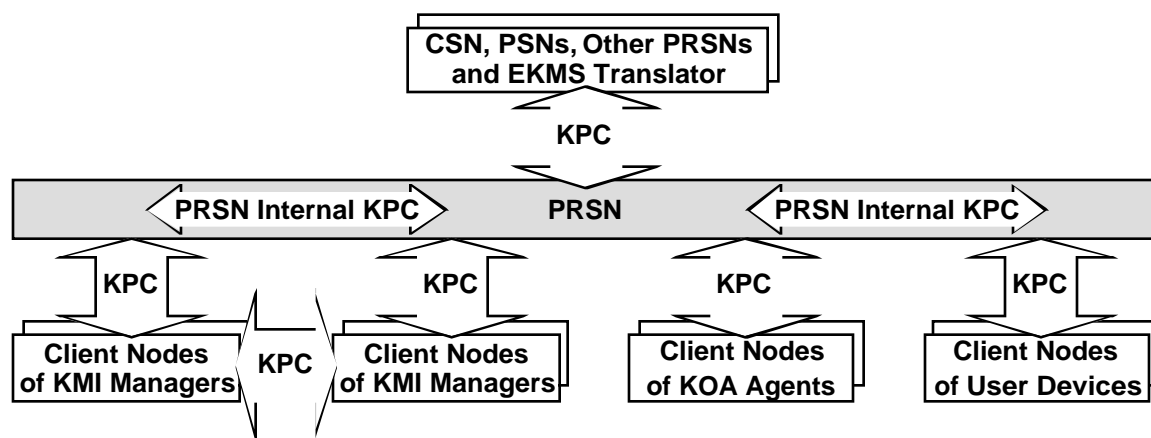 CSN, PSNs, Other PRSNs
and EKMS Translator
KPC
PRSN Internal KPC
PRSN
PRSN Internal KPC
KPC
KPC
KPC
KPC
Client Nodes
of KMI Managers
KPC
Client Nodes
of KMI Managers
Client Nodes
of KOA Agents
Client Nodes
of User Devices